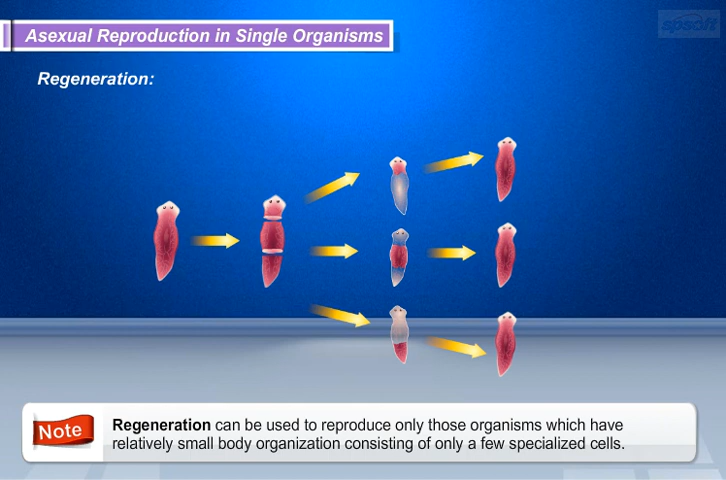 Asexual Reproduction in Single Organisms
spsoft
Regeneration:
Note
Regeneration can be used to reproduce only those organisms which have
relatively small body organization consisting of only a few specialized cells.